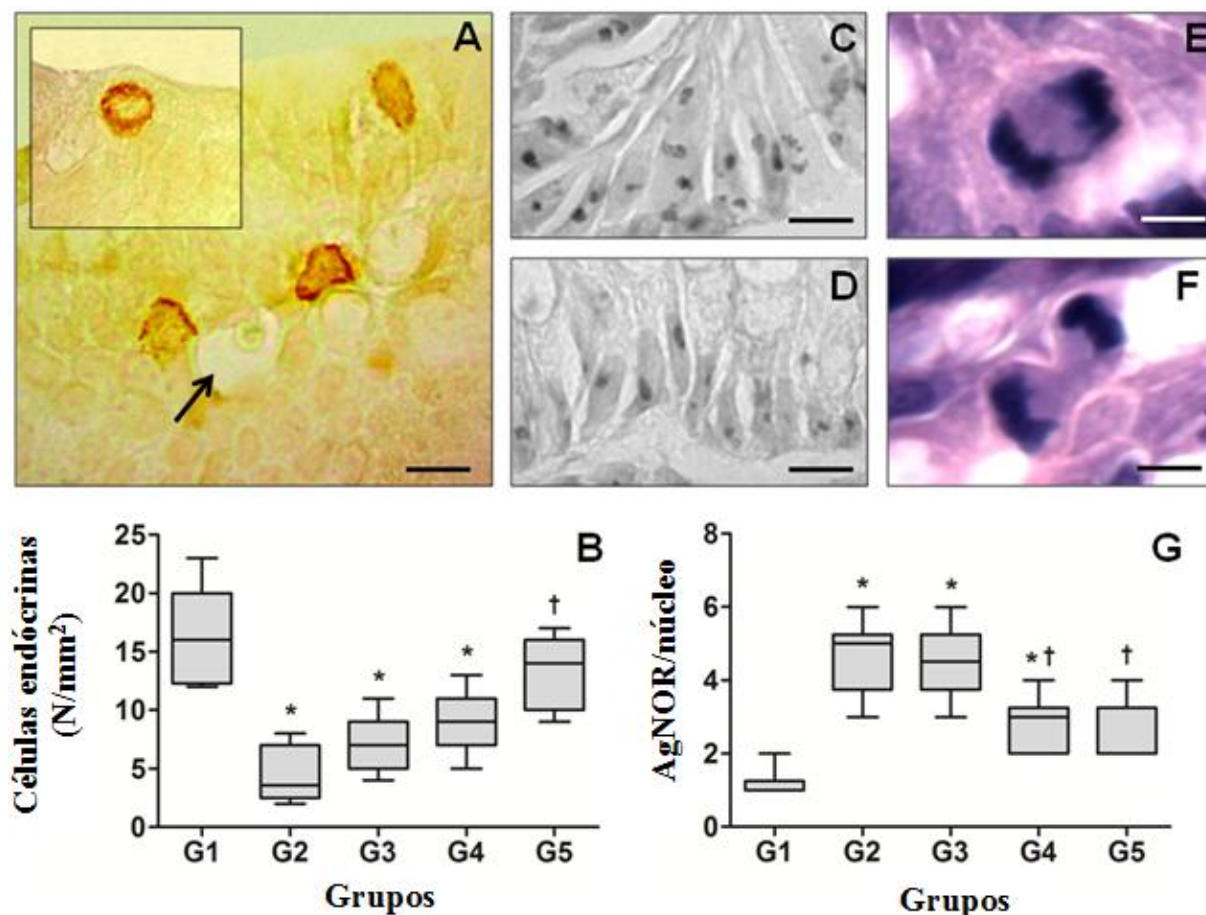 A
C
E
D
F
B
Células endócrinas
(N/mm²)
25
20
15
10
5
0
*
*
*
†
G1 G2 G3 G4 G5
Grupos
G
AgNOR/núcleo
8
6
4
2
0
*
*
*†
†
G1 G2 G3 G4 G5
Grupos